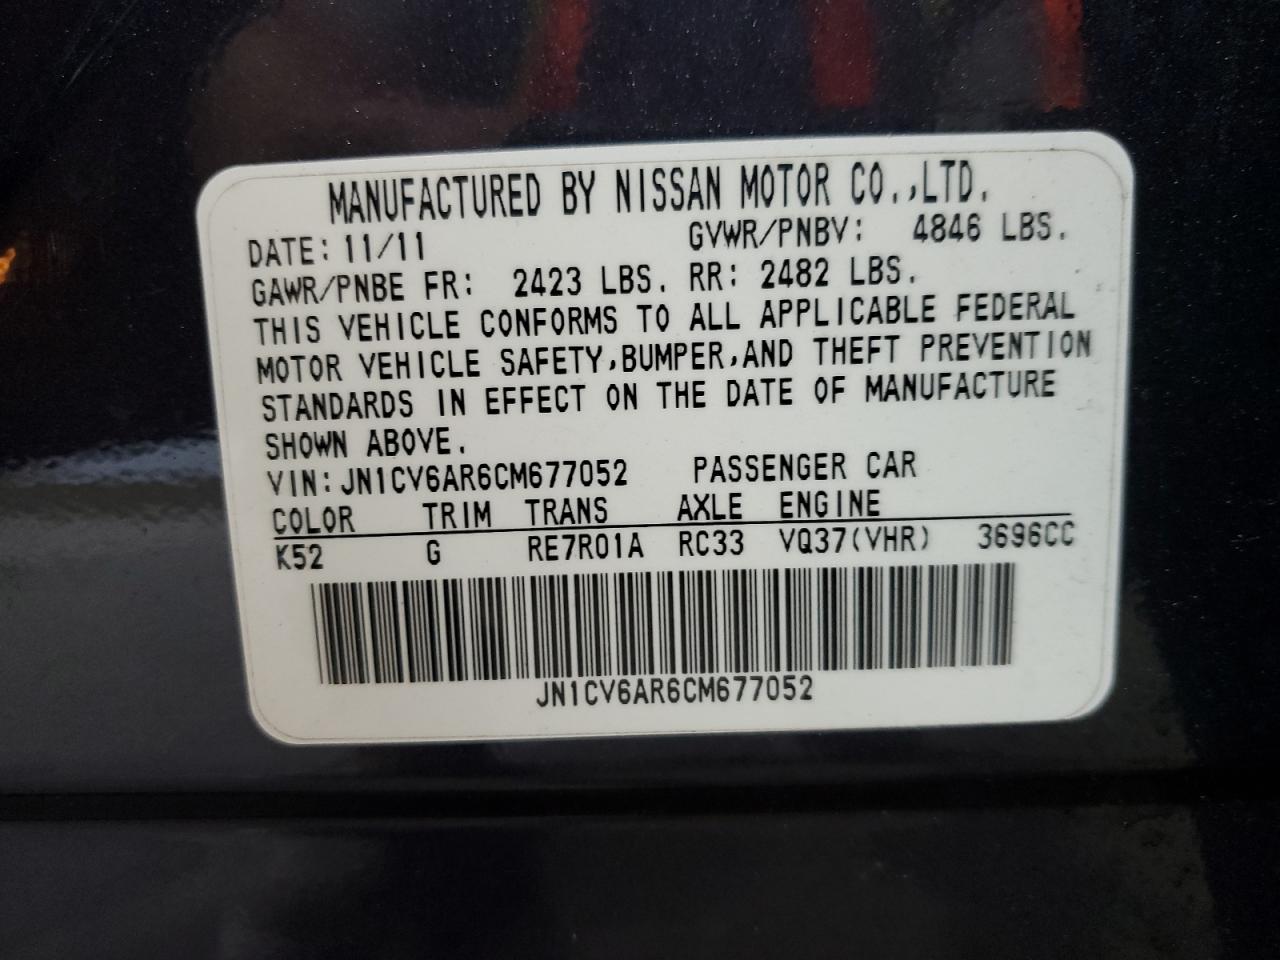 MANUFACTURED BY NISSAN MOTOR CO.,LTD.
DATE: 11/11 GVWR/PNBV: 4846 LBS.
GAWR/PNBE FR: 2423 LBS. RR: 2482 LBS.
THIS VEHICLE CONFORMS TO ALL APPLICABLE FEDERAL
MOTOR VEHICLE SAFETY,BUMPER,AND THEFT PREVENTION
STANDARDS IN EFFECT ON THE DATE OF MANUFACTURE
SHOWN ABOVE.
VIN: JN1CV6AR6CM677052 PASSENGER CAR
COLOR TRIM TRANS AXLE ENGINE
K52 G RE7R01A RC33 VQ37(VHR) 3696CC
JN1CV6AR6CM677052